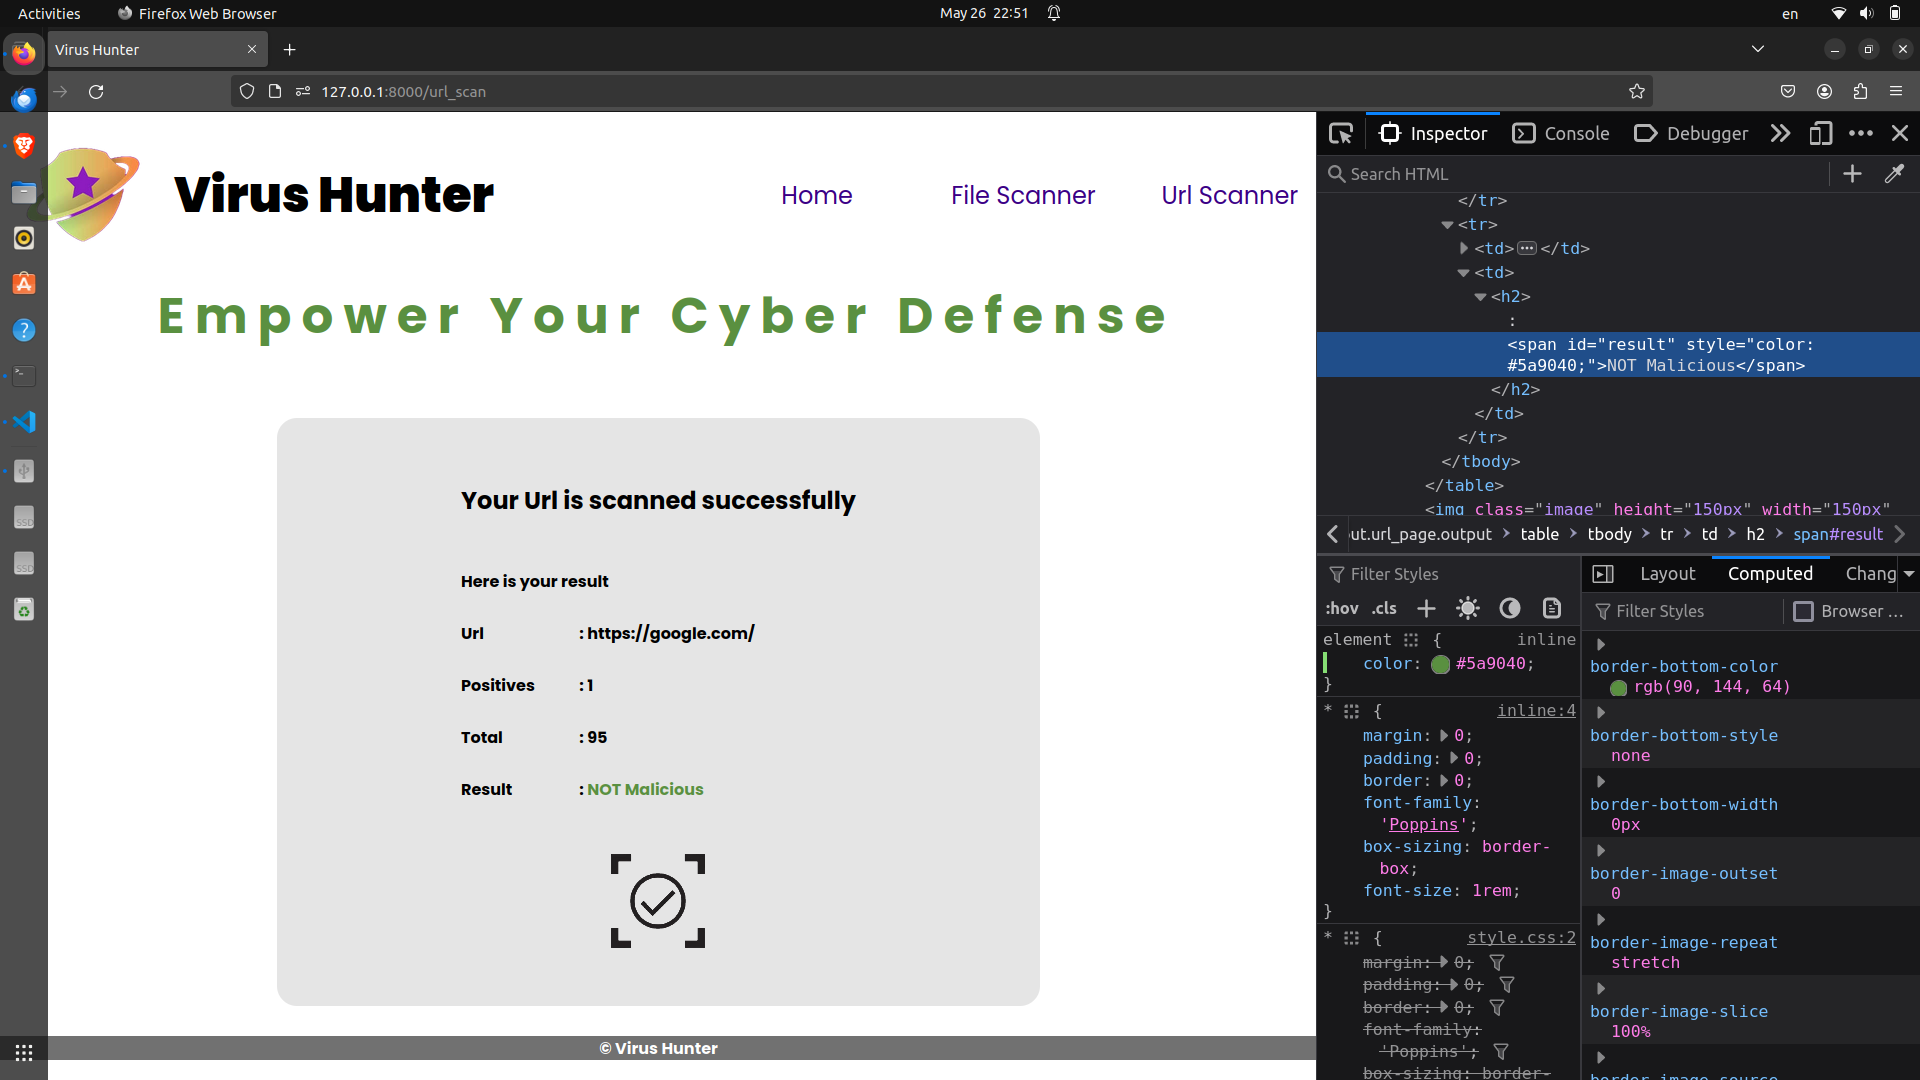 Activities
Firefox Web Browser
May 26 22:51
en
Virus Hunter
127.0.0.1:8000/url_scan
Virus Hunter
Home
File Scanner
Url Scanner
Empower Your Cyber Defense
Your Url is scanned successfully
Here is your result
Url : https://google.com/
Positives : 1
Total : 95
Result : NOT Malicious
© Virus Hunter
SSD
SSD
Inspector
Console
Debugger
Search HTML
</tr>
<tr>
<td> </td>
<td>
<h2>
:
<span id="result" style="color:
#5a9040;">NOT Malicious</span>
</h2>
</td>
</tr>
</tbody>
</table>
<img class="image" height="150px" width="150px"
ut.url_page.output > table > tbody > tr > td > h2 > span#result
Filter Styles
:hov .cls
element { inline
color: #5a9040;
}
* { inline:4
margin: 0;
padding: 0;
border: 0;
font-family:
'Poppins';
box-sizing: border-
box;
font-size: 1rem;
}
* { style.css:2
margin: 0;
padding: 0;
border: 0;
font-family:
'Poppins';
box-sizing: border-
Layout
Computed
Chang
Filter Styles
Browser ...
border-bottom-color
rgb(90, 144, 64)
border-bottom-style
none
border-bottom-width
0px
border-image-outset
0
border-image-repeat
stretch
border-image-slice
100%
border-image-source